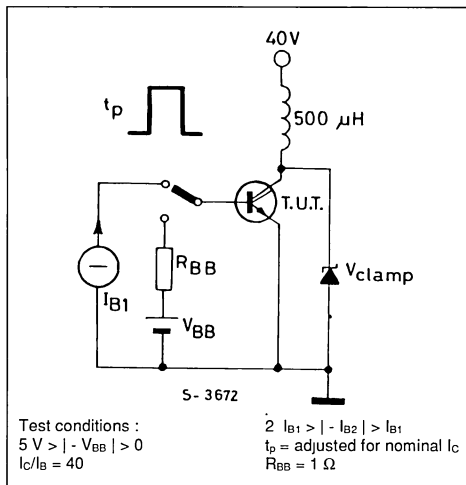 40V
500 μH
tp
T.U.T.
RBB
Vclamp
IB1
VBB
S-3672
Test conditions :
5 V > | - VBB | > 0
IC/IB = 40
2 IB1 > | - IB2 | > IB1
tp = adjusted for nominal IC
RBB = 1 Ω